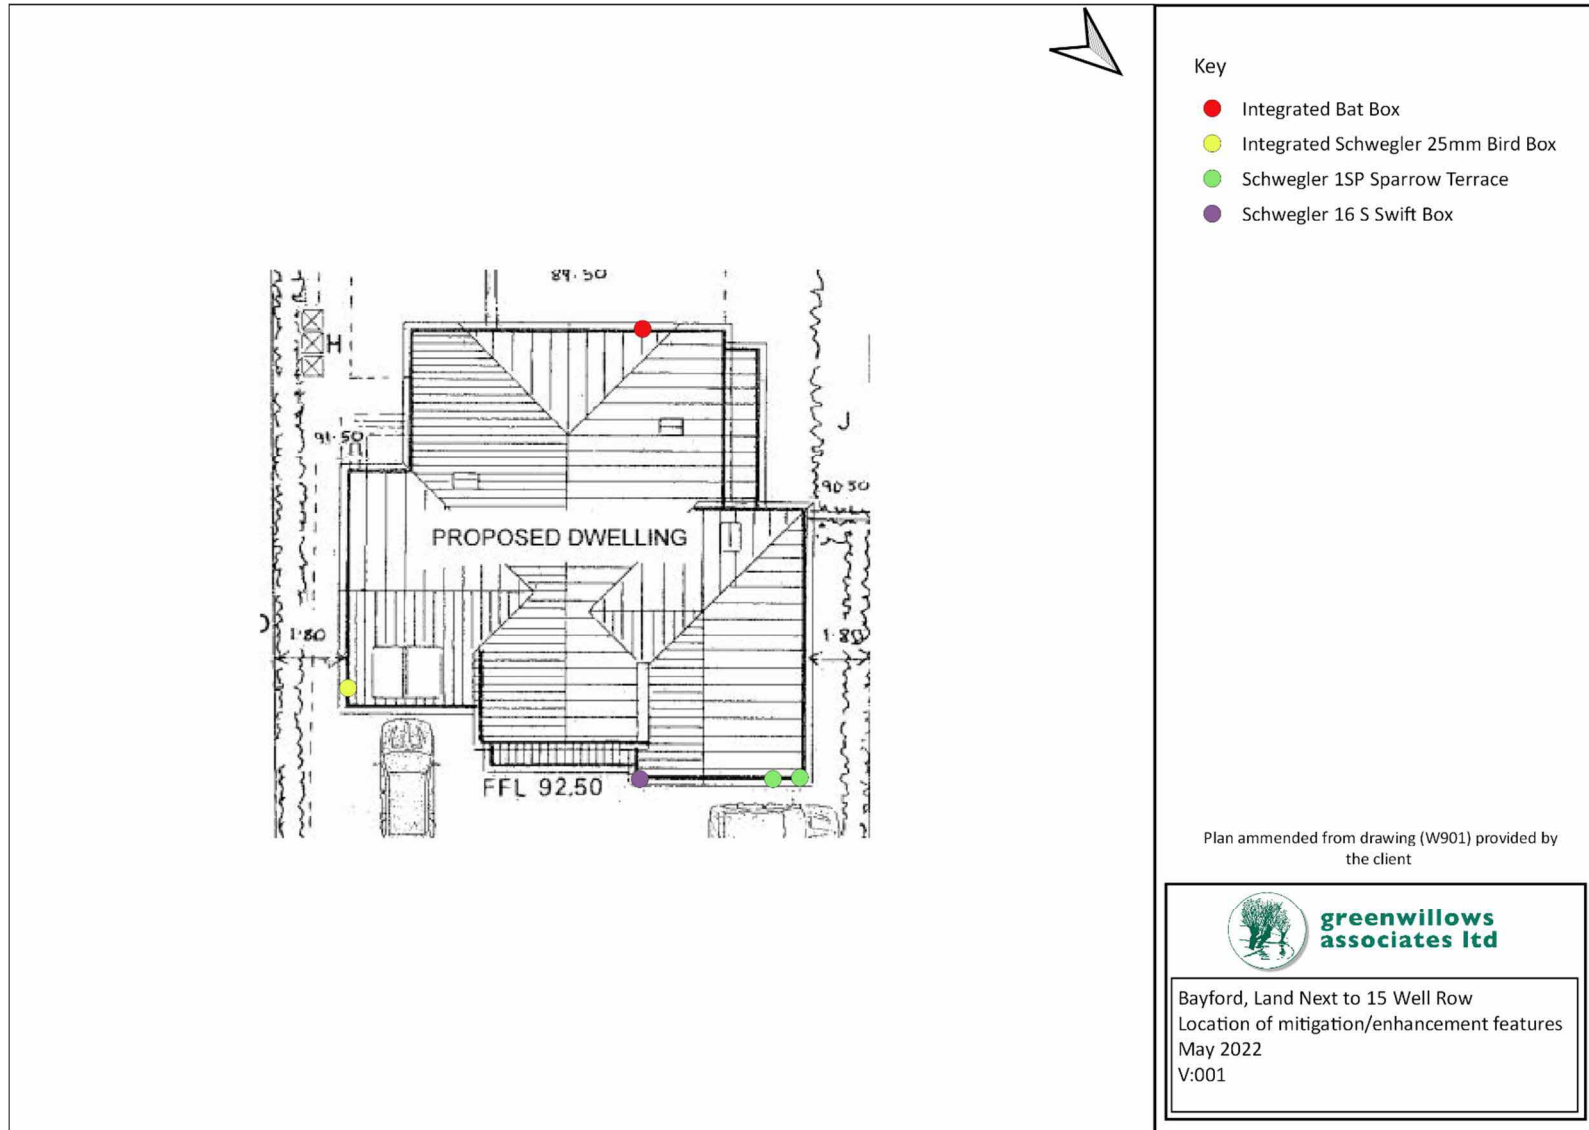 89.50
H
91.50
J
90.50
PROPOSED DWELLING
1.80
1.80
FFL 92.50
Key
Integrated Bat Box
Integrated Schwegler 25mm Bird Box
Schwegler 1SP Sparrow Terrace
Schwegler 16 S Swift Box
Plan ammended from drawing (W901) provided by
the client
greenwillows
associates ltd
Bayford, Land Next to 15 Well Row
Location of mitigation/enhancement features
May 2022
V:001